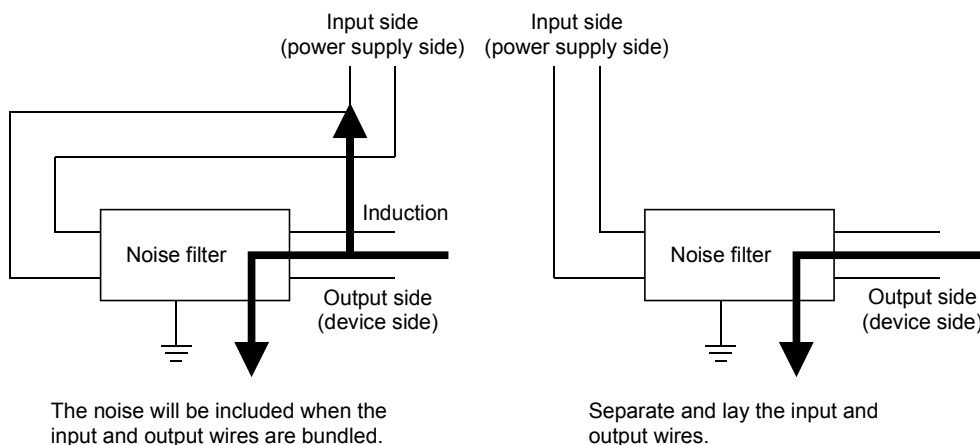 Input side
(power supply side)
Input side
(power supply side)
Induction
Noise filter
Output side
(device side)
Noise filter
Output side
(device side)
The noise will be included when the
input and output wires are bundled.
Separate and lay the input and
output wires.